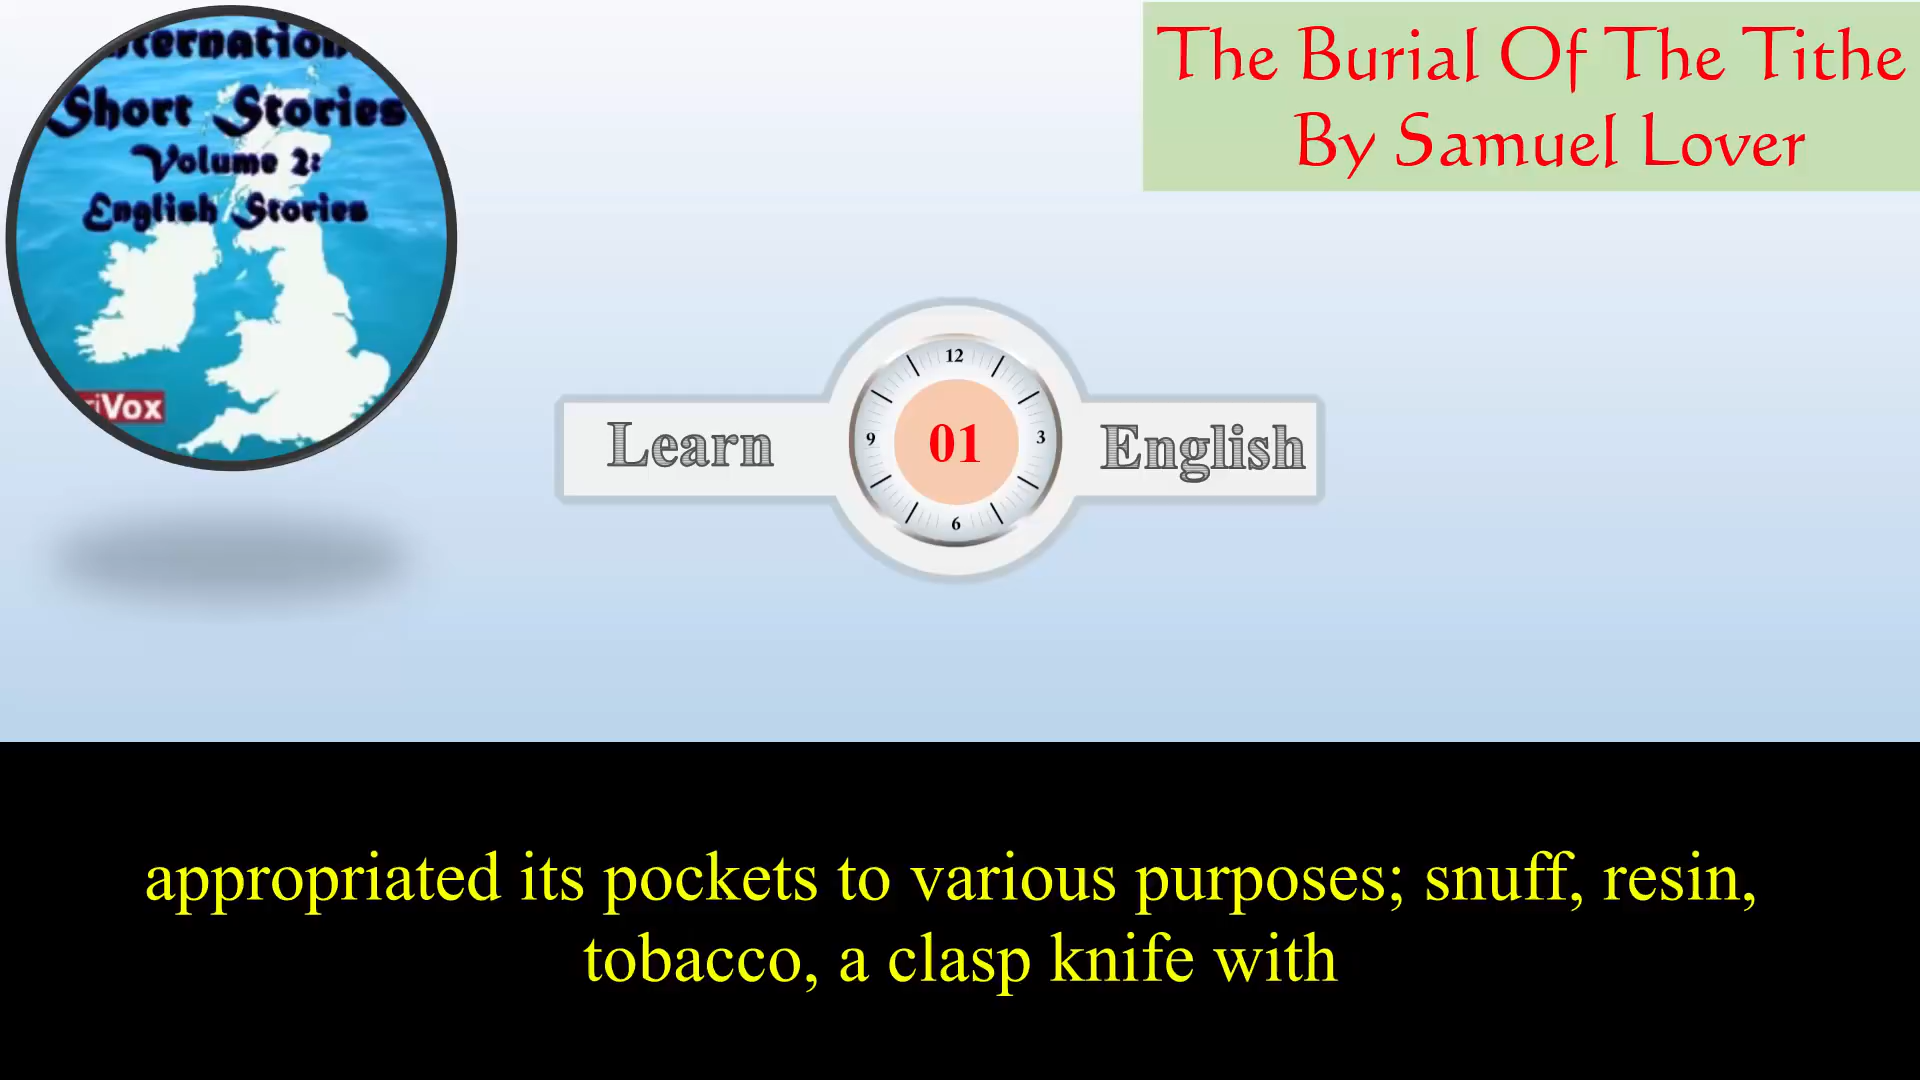 Short Stories
Volume 2:
English Stories
Vox
The Burial Of The Tithe
By Samuel Lover
12
Learn
9
01
3
English
6
appropriated its pockets to various purposes; snuff, resin,
tobacco, a clasp knife with